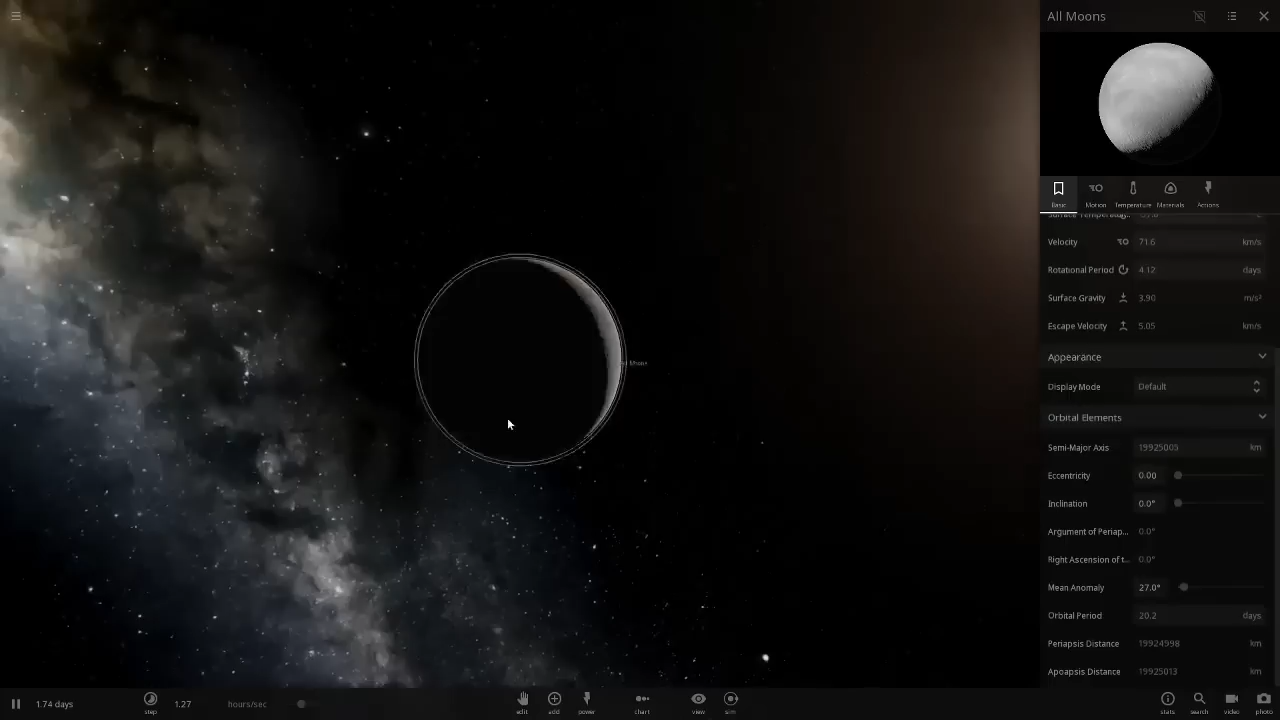 All Moons
Basic Motion Temperature Materials Actions
Velocity 71.6 km/s
Rotational Period 4.12 days
Surface Gravity 3.90 m/s²
Escape Velocity 5.05 km/s
Appearance
Display Mode Default
Orbital Elements
Semi-Major Axis 19925005 km
Eccentricity 0.00
Inclination 0.0°
Argument of Periap... 0.0°
Right Ascension of t... 0.0°
Mean Anomaly 27.0°
Orbital Period 20.2 days
Periapsis Distance 19924998 km
Apoapsis Distance 19925013 km
1.74 days step 1.27 hours/sec edit add power chart view sim stats search video photo